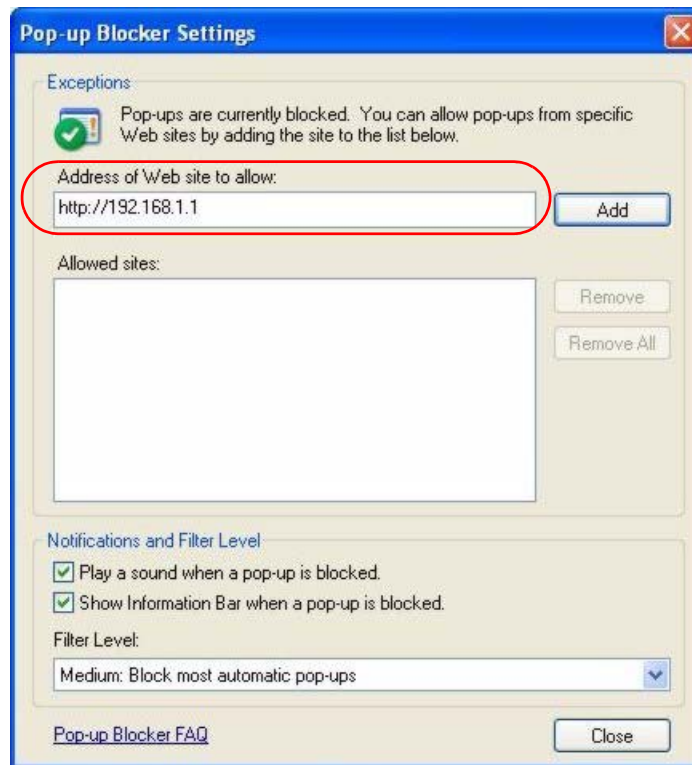 Pop-up Blocker Settings
Exceptions
Pop-ups are currently blocked. You can allow pop-ups from specific
Web sites by adding the site to the list below.
Address of Web site to allow:
http://192.168.1.1
Add
Allowed sites:
Remove
Remove All
Notifications and Filter Level
Play a sound when a pop-up is blocked.
Show Information Bar when a pop-up is blocked.
Filter Level:
Medium: Block most automatic pop-ups
Pop-up Blocker FAQ
Close